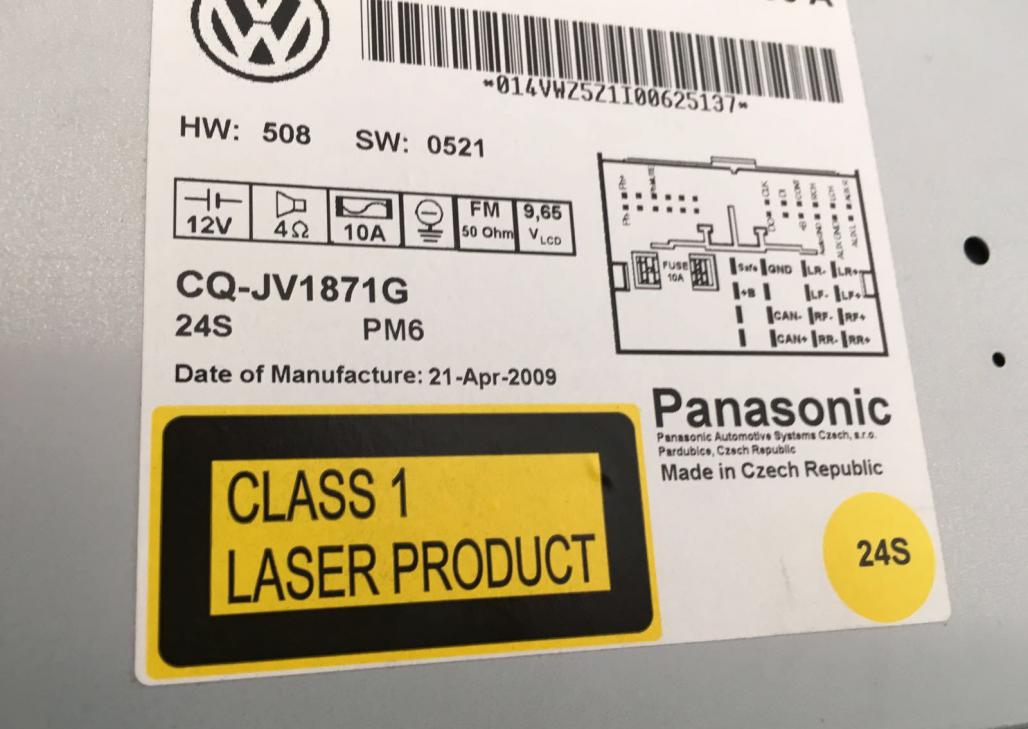 *014VWZ5Z1I00625137*
HW: 508 SW: 0521
12V 4Ω 10A FM 50 Ohm 9,65 VLCD
CQ-JV1871G
24S PM6
Date of Manufacture: 21-Apr-2009
FUSE 10A
Safe GND LR- LR+
+B LF- LF+
CAN- RF- RF+
CAN+ RR- RR+
Panasonic
Panasonic Automotive Systems Czech, s.r.o.
Pardubice, Czech Republic
Made in Czech Republic
CLASS 1
LASER PRODUCT
24S